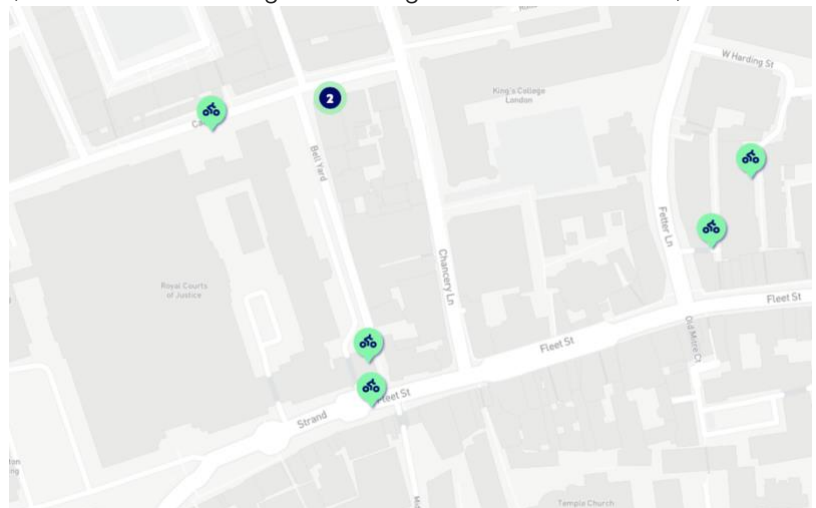 W Harding St
King's College
London
2
Bell Yard
Fetter Ln
Chancery Ln
Royal Courts
of Justice
Fleet St
Old Mitre Ct
Fleet St
Fleet St
Strand
Temple Church